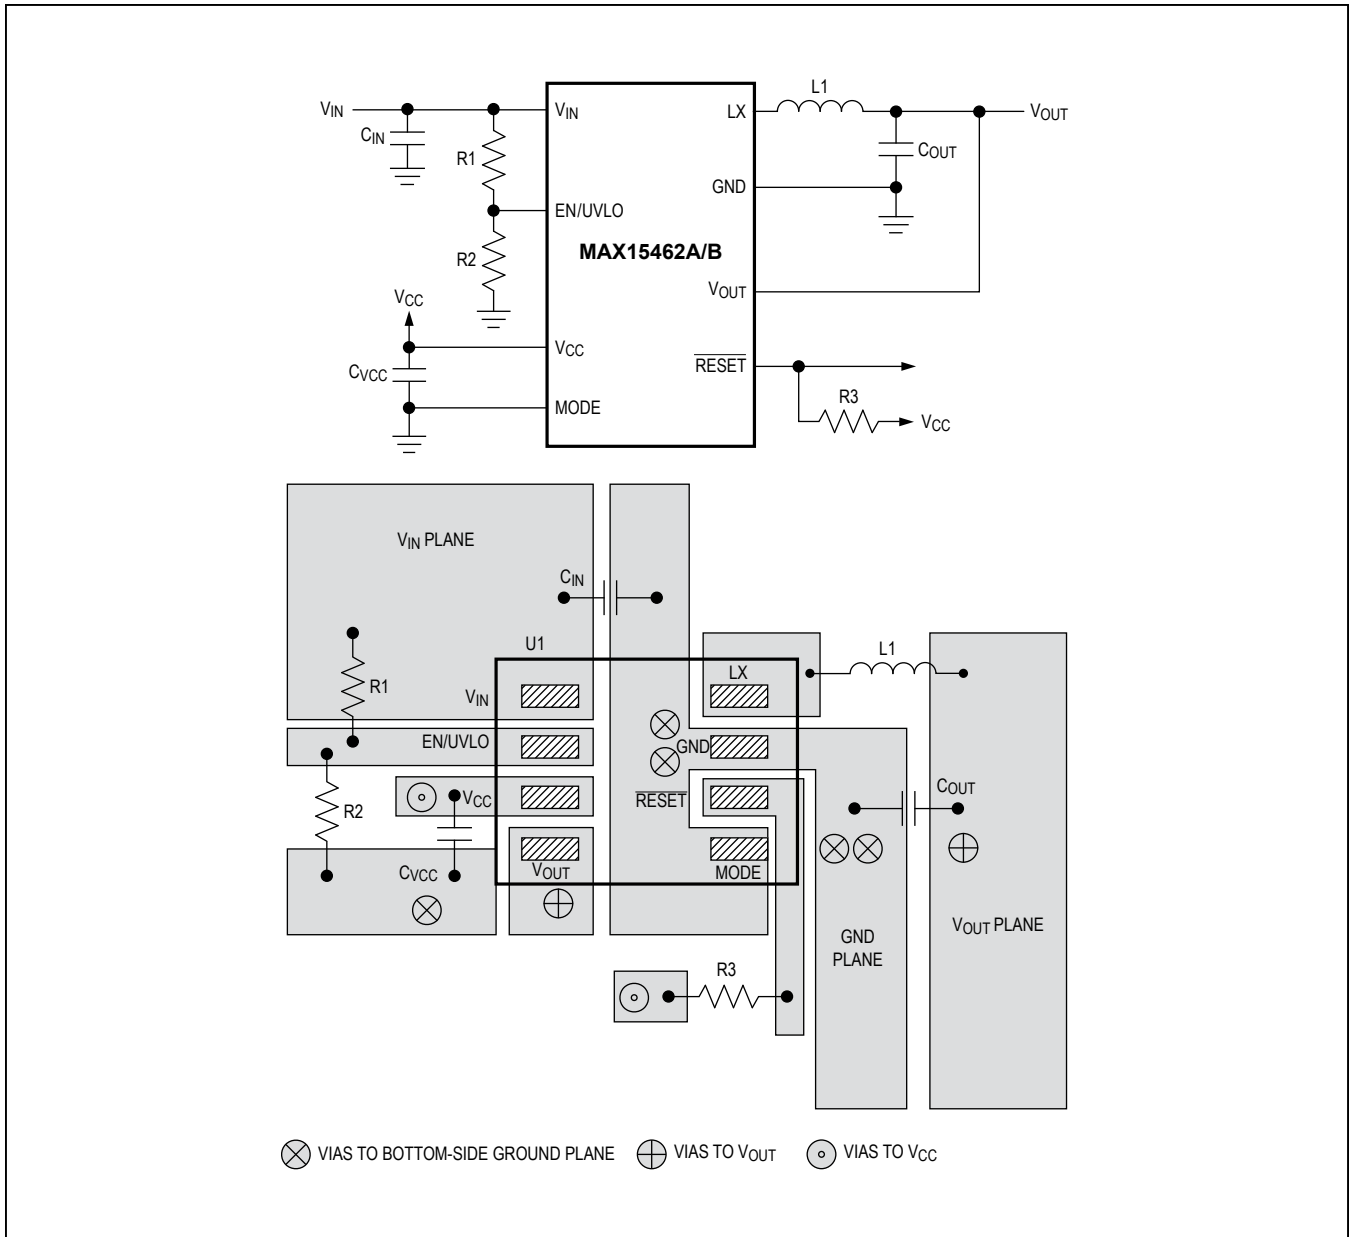 VIN
VIN
CIN
R1
EN/UVLO
R2
VCC
VCC
CVCC
MODE
MAX15462A/B
LX
L1
VOUT
COUT
GND
VOUT
RESET
R3
VCC
VIN PLANE
CIN
U1
R1
VIN
LX
L1
EN/UVLO
GND
R2
VCC
RESET
COUT
CVCC
VOUT
MODE
GND
PLANE
VOUT PLANE
R3
VIAS TO BOTTOM-SIDE GROUND PLANE
VIAS TO VOUT
VIAS TO VCC